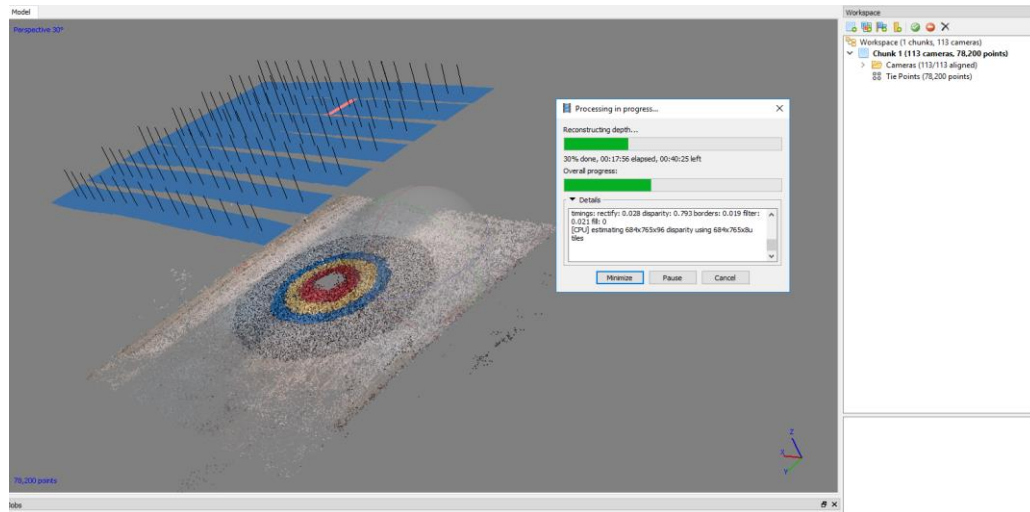 Model
Perspective 30°
Processing in progress...
Reconstructing depth...
30% done, 00:17:56 elapsed, 00:40:25 left
Overall progress:
Details
timings: rectify: 0.028 disparity: 0.793 borders: 0.019 filter:
0.021 fill: 0
[CPU] estimating 684x765x96 disparity using 684x765x8u
tiles
Minimize Pause Cancel
78,200 points
Z
X
Y
Jobs
Workspace
Workspace (1 chunks, 113 cameras)
Chunk 1 (113 cameras, 78,200 points)
Cameras (113/113 aligned)
Tie Points (78,200 points)